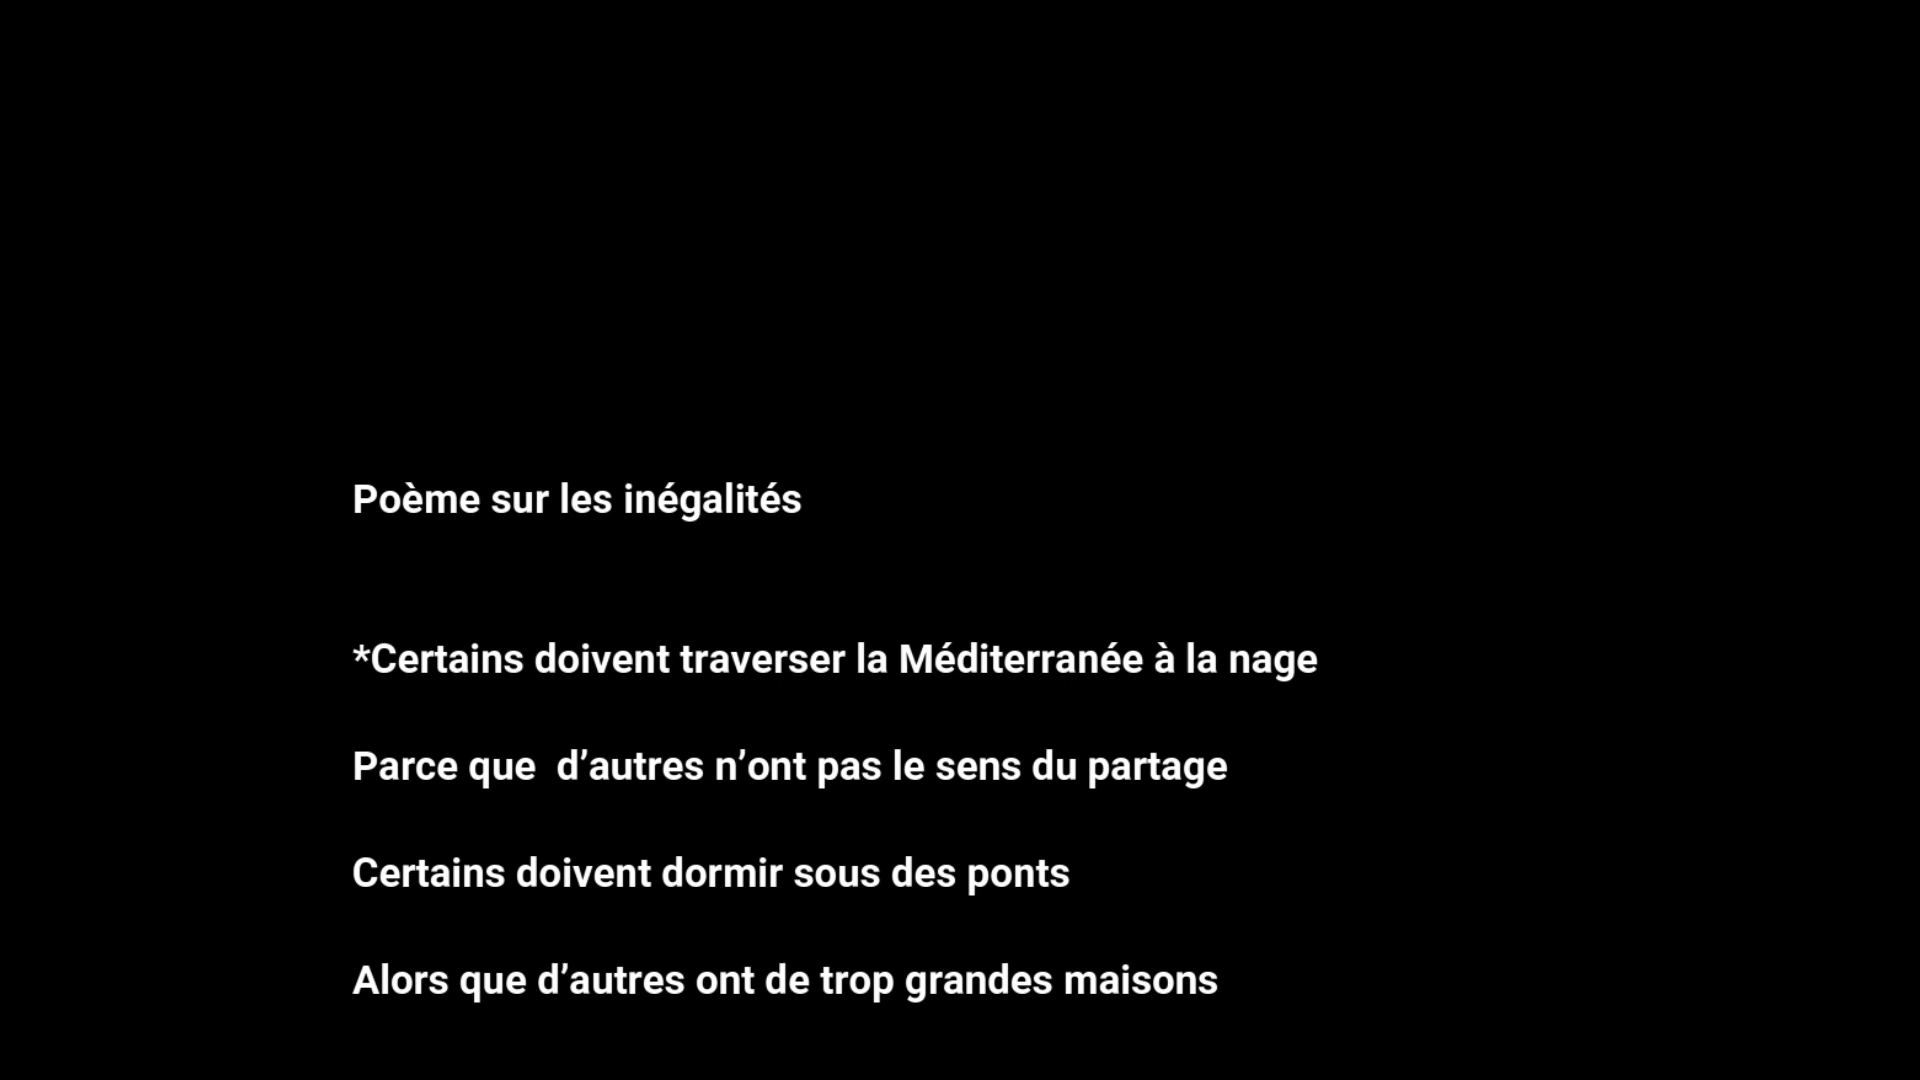 Poème sur les inégalités
*Certains doivent traverser la Méditerranée à la nage
Parce que  d’autres n’ont pas le sens du partage
Certains doivent dormir sous des ponts
Alors que d’autres ont de trop grandes maisons